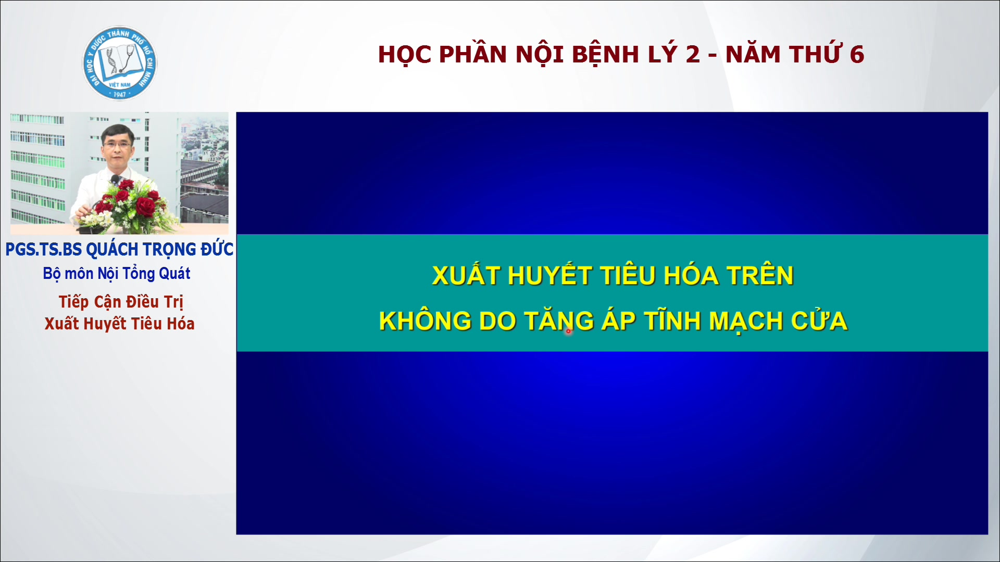 ĐẠI HỌC Y DƯỢC THÀNH PHỐ HỒ CHÍ MINH
VIỆT NAM
1947
HỌC PHẦN NỘI BỆNH LÝ 2 - NĂM THỨ 6
PGS.TS.BS QUÁCH TRỌNG ĐỨC
Bộ môn Nội Tổng Quát
Tiếp Cận Điều Trị
Xuất Huyết Tiêu Hóa
XUẤT HUYẾT TIÊU HÓA TRÊN
KHÔNG DO TĂNG ÁP TĨNH MẠCH CỬA